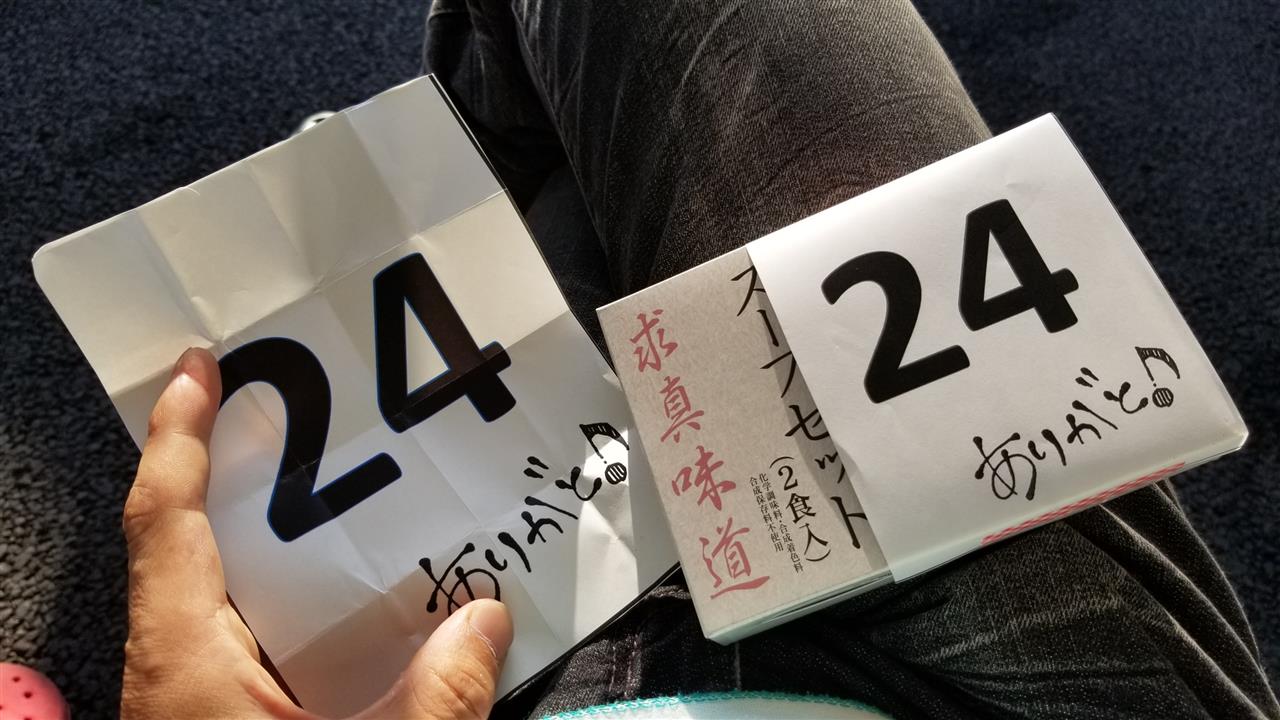 24
ありがと!
求真味道
スープセット
(2食入)
化学調味料・合成着色料
合成保存料不使用
24
ありがと!